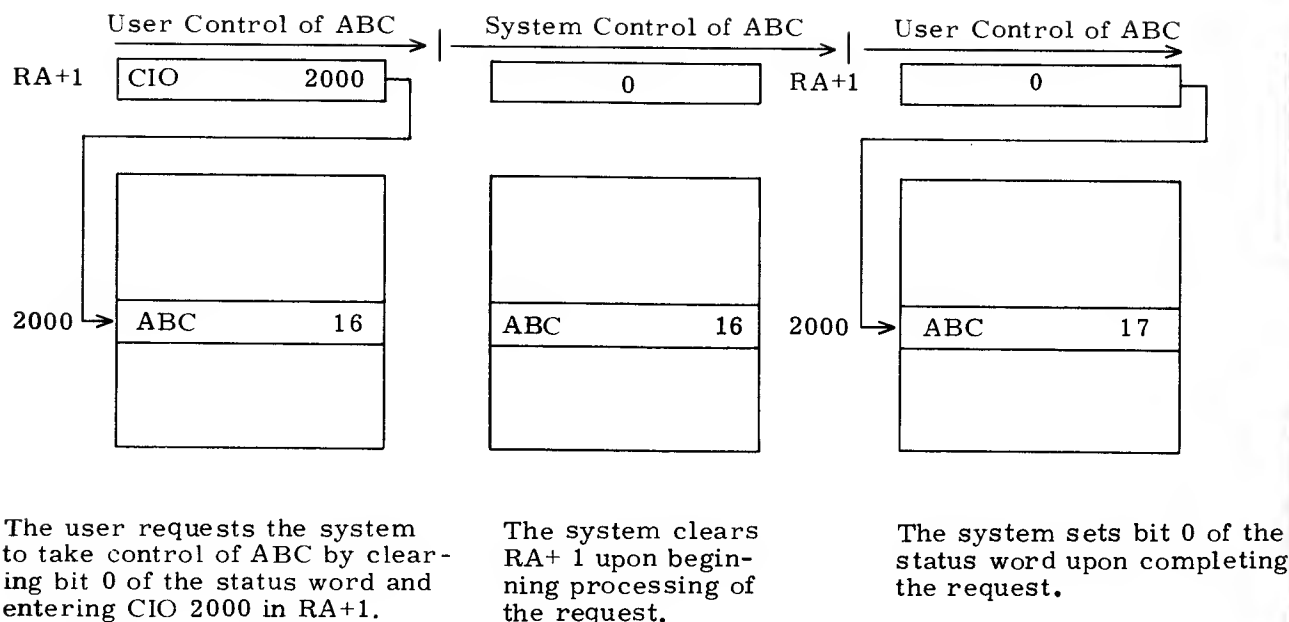 User Control of ABC
System Control of ABC
User Control of ABC
RA+1
CIO 2000
0
RA+1
0
2000
ABC 16
ABC 16
2000
ABC 17
The user requests the system
to take control of ABC by clear-
ing bit 0 of the status word and
entering CIO 2000 in RA+1.
The system clears
RA+ 1 upon begin-
ning processing of
the request.
The system sets bit 0 of the
status word upon completing
the request.